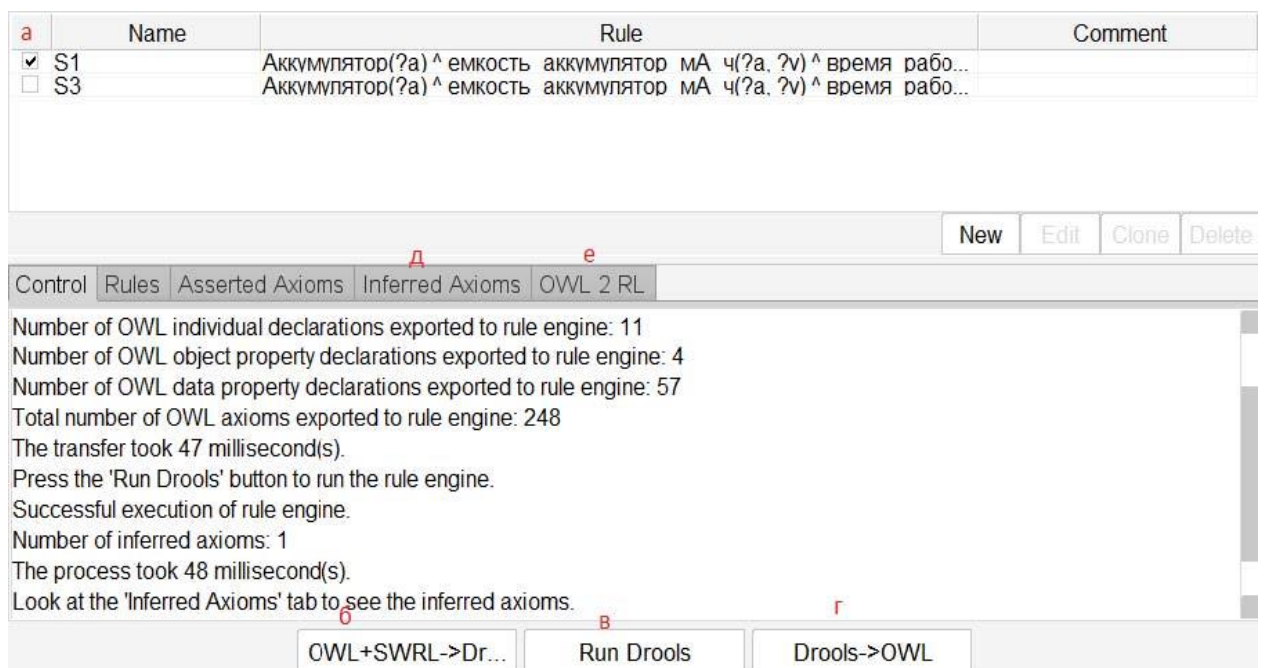 а Name Rule Comment
S1 Аккумулятор(?a) ^ емкость_аккумулятор_мА_ч(?a, ?v) ^ время_рабо...
S3 Аккумулятор(?a) ^ емкость_аккумулятор_мА_ч(?a, ?v) ^ время_рабо...
New Edit Clone Delete
д е
Control Rules Asserted Axioms Inferred Axioms OWL 2 RL
Number of OWL individual declarations exported to rule engine: 11
Number of OWL object property declarations exported to rule engine: 4
Number of OWL data property declarations exported to rule engine: 57
Total number of OWL axioms exported to rule engine: 248
The transfer took 47 millisecond(s).
Press the 'Run Drools' button to run the rule engine.
Successful execution of rule engine.
Number of inferred axioms: 1
The process took 48 millisecond(s).
Look at the 'Inferred Axioms' tab to see the inferred axioms.
б в г
OWL+SWRL->Dr... Run Drools Drools->OWL